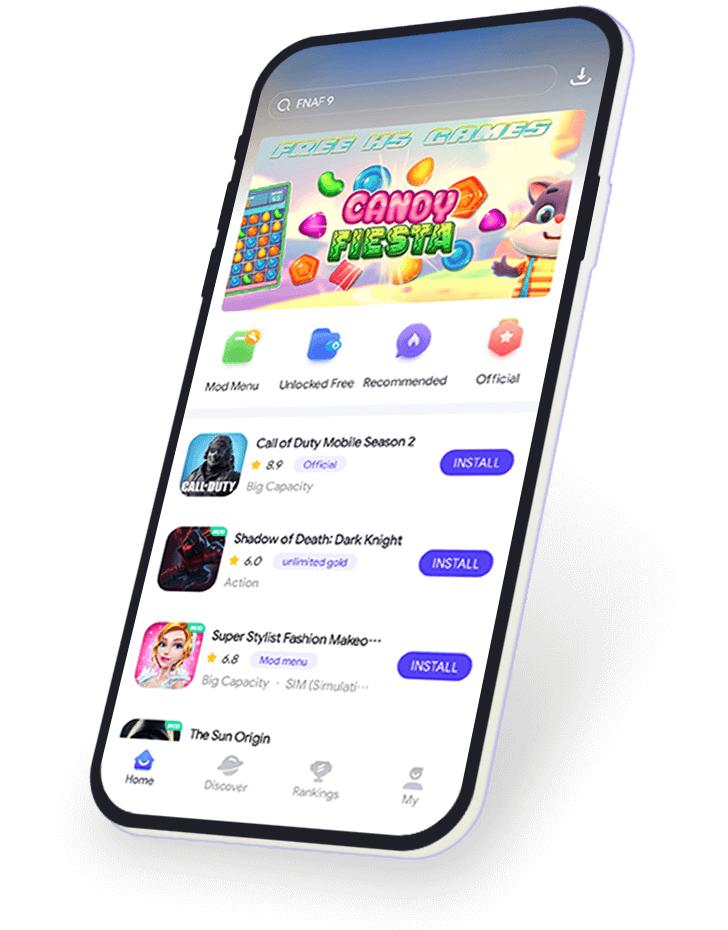 FNAF 9
FREE H5 GAMES
CANDY
FIESTA
Mod Menu
Unlocked Free
Recommended
Official
CALL OF DUTY
Call of Duty Mobile Season 2
8.9
Official
Big Capacity
INSTALL
MOD
Shadow of Death: Dark Knight
6.0
unlimited gold
Action
INSTALL
MOD
Super Stylist Fashion Makeo···
6.8
Mod menu
Big Capacity · SIM (Simulati···
INSTALL
MOD
The Sun Origin
Home
Discover
Rankings
My